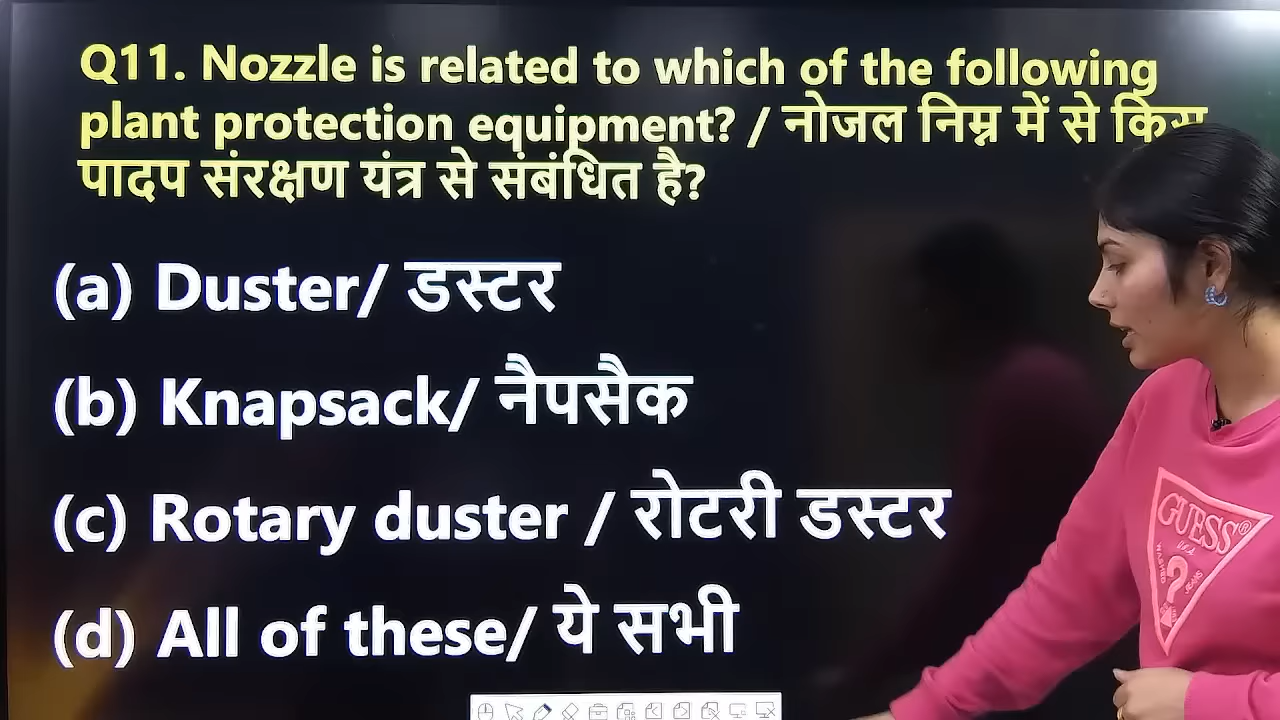 Q11. Nozzle is related to which of the following
plant protection equipment? / नोजल निम्न में से किस
पादप संरक्षण यंत्र से संबंधित है?
(a) Duster/ डस्टर
(b) Knapsack/ नैपसैक
(c) Rotary duster / रोटरी डस्टर
(d) All of these/ ये सभी
GUESS®
?